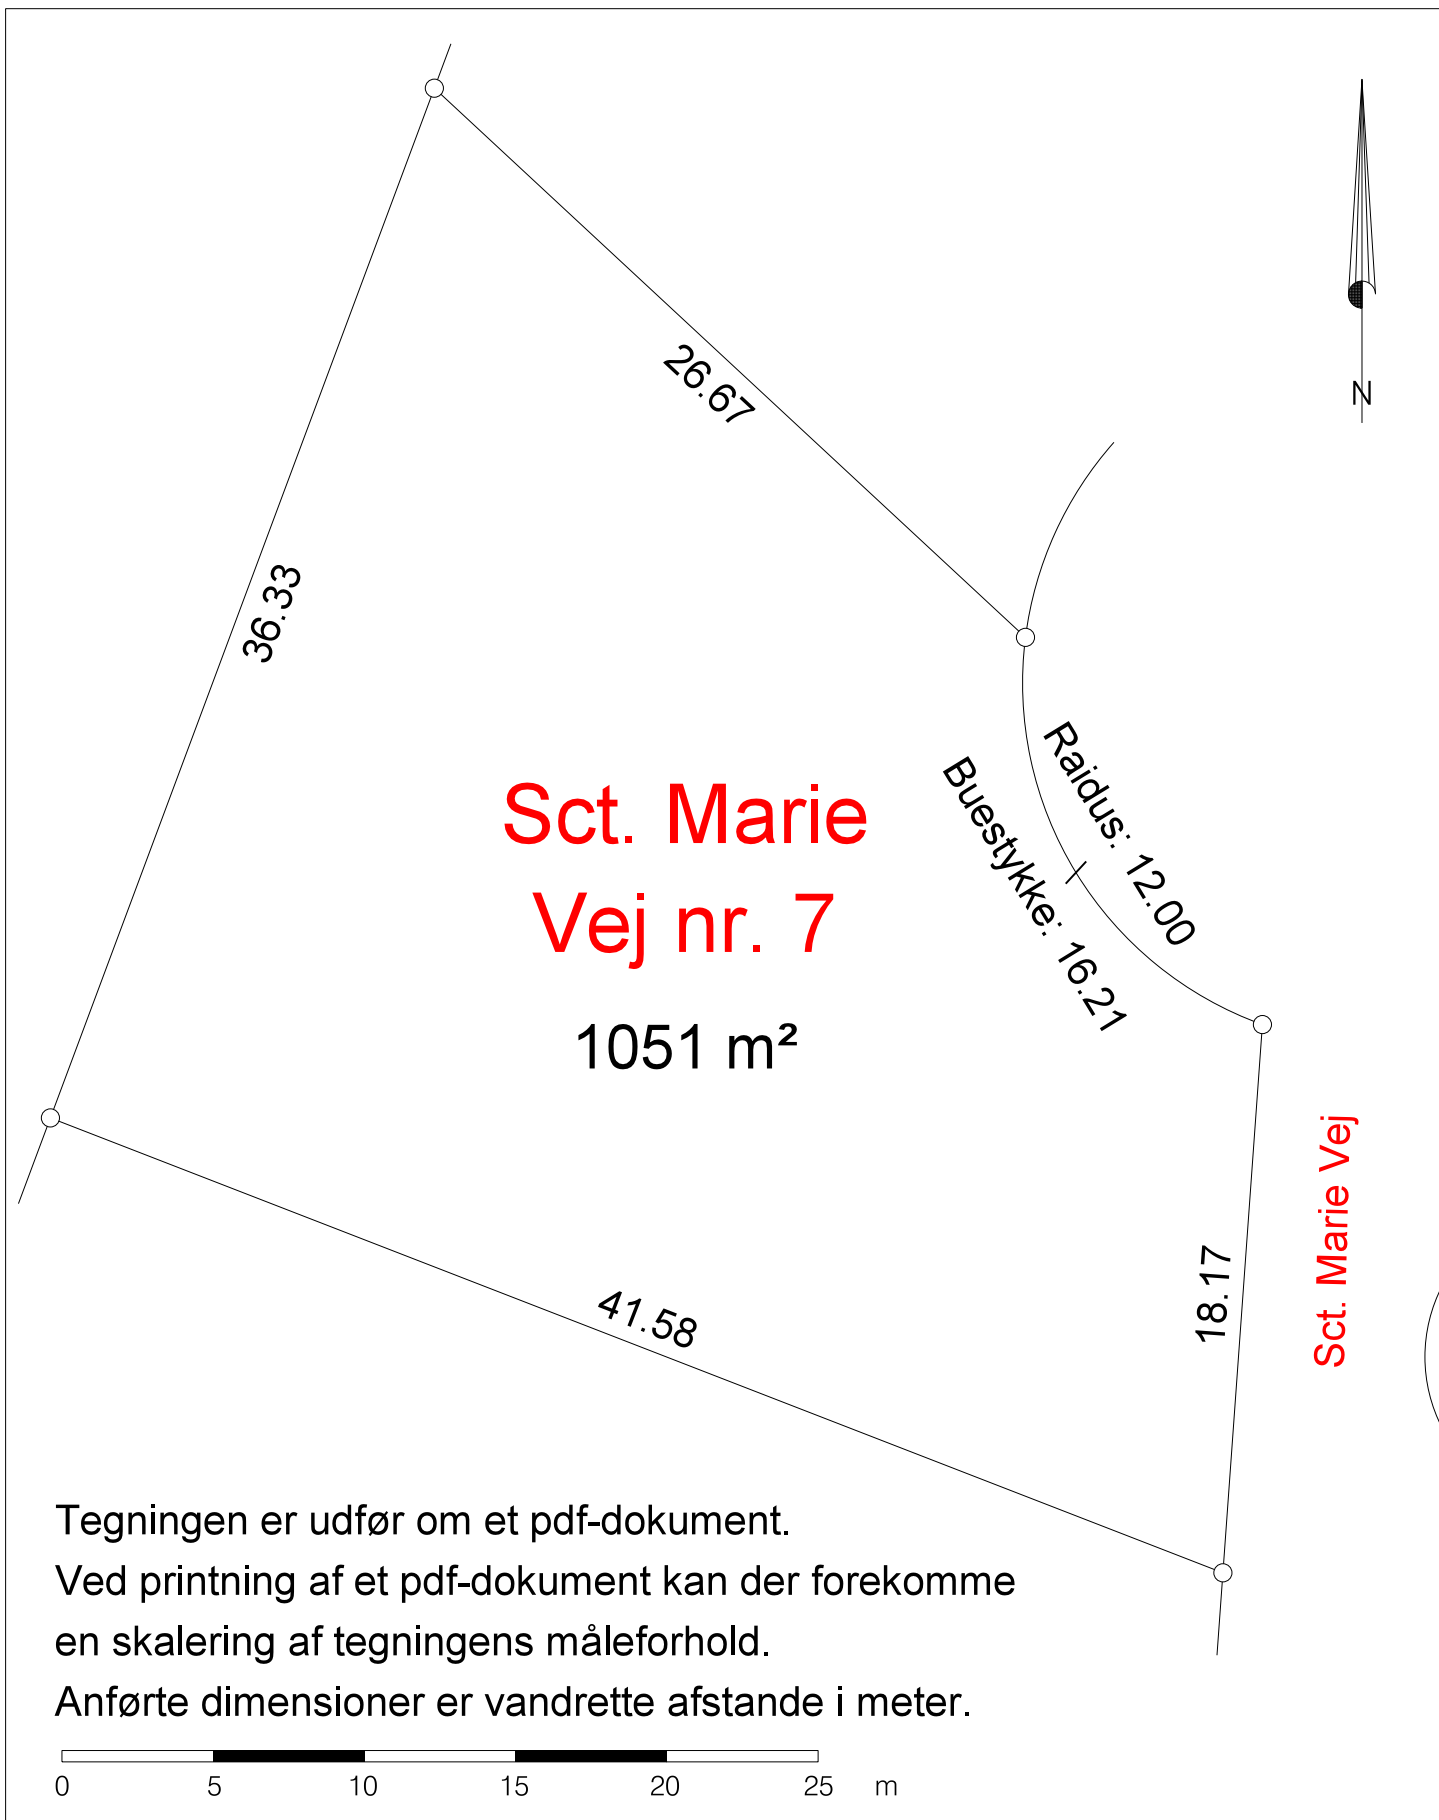 N
26.67
36.33
Raidus: 12.00
Buestykke: 16.21
Sct. Marie
Vej nr. 7
1051 m²
Sct. Marie Vej
18.17
41.58
Tegningen er udfør om et pdf-dokument.
Ved printning af et pdf-dokument kan der forekomme
en skalering af tegningens måleforhold.
Anførte dimensioner er vandrette afstande i meter.
0 5 10 15 20 25 m